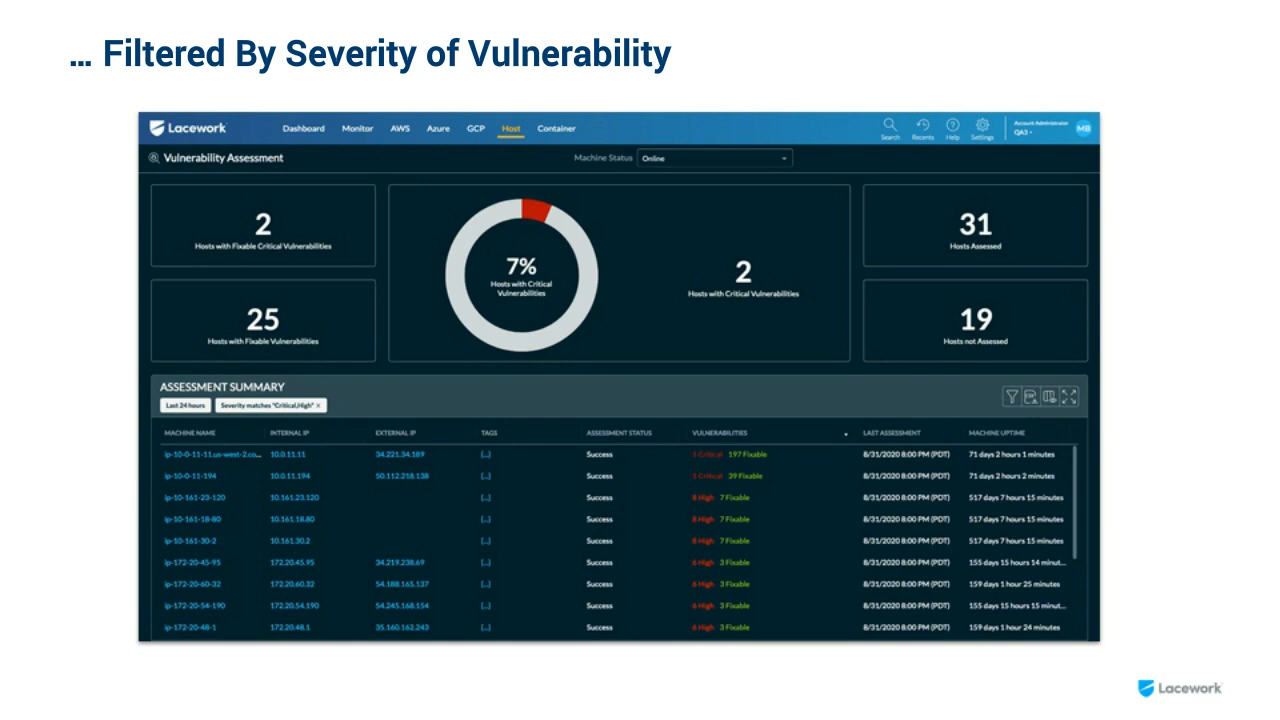 ... Filtered By Severity of Vulnerability
Lacework
Dashboard Monitor AWS Azure GCP Host Container
Search Recents Help Settings
Account Administrator
QA3
MB
Vulnerability Assessment
Machine Status Online
2
Hosts with Fixable Critical Vulnerabilities
25
Hosts with Fixable Vulnerabilities
7%
Hosts with Critical
Vulnerabilities
2
Hosts with Critical Vulnerabilities
31
Hosts Assessed
19
Hosts not Assessed
ASSESSMENT SUMMARY
Last 24 hours Severity matches "Critical,High" ×
MACHINE NAME INTERNAL IP EXTERNAL IP TAGS ASSESSMENT STATUS VULNERABILITIES LAST ASSESSMENT MACHINE UPTIME
ip-10-0-11-11.us-west-2.co... 10.0.11.11 34.221.34.189 {...} Success 1 Critical 197 Fixable 8/31/2020 8:00 PM (PDT) 71 days 2 hours 1 minutes
ip-10-0-11-194 10.0.11.194 50.112.218.138 {...} Success 1 Critical 39 Fixable 8/31/2020 8:00 PM (PDT) 71 days 2 hours 2 minutes
ip-10-161-23-120 10.161.23.120 {...} Success 8 High 7 Fixable 8/31/2020 8:00 PM (PDT) 517 days 7 hours 15 minutes
ip-10-161-18-80 10.161.18.80 {...} Success 8 High 7 Fixable 8/31/2020 8:00 PM (PDT) 517 days 7 hours 15 minutes
ip-10-161-30-2 10.161.30.2 {...} Success 8 High 7 Fixable 8/31/2020 8:00 PM (PDT) 517 days 7 hours 15 minutes
ip-172-20-45-95 172.20.45.95 34.219.238.69 {...} Success 6 High 3 Fixable 8/31/2020 8:00 PM (PDT) 155 days 15 hours 14 minut...
ip-172-20-60-32 172.20.60.32 54.188.165.137 {...} Success 6 High 3 Fixable 8/31/2020 8:00 PM (PDT) 159 days 1 hour 25 minutes
ip-172-20-54-190 172.20.54.190 54.245.168.154 {...} Success 6 High 3 Fixable 8/31/2020 8:00 PM (PDT) 155 days 15 hours 15 minut...
ip-172-20-48-1 172.20.48.1 35.160.162.243 {...} Success 6 High 3 Fixable 8/31/2020 8:00 PM (PDT) 159 days 1 hour 24 minutes
Lacework